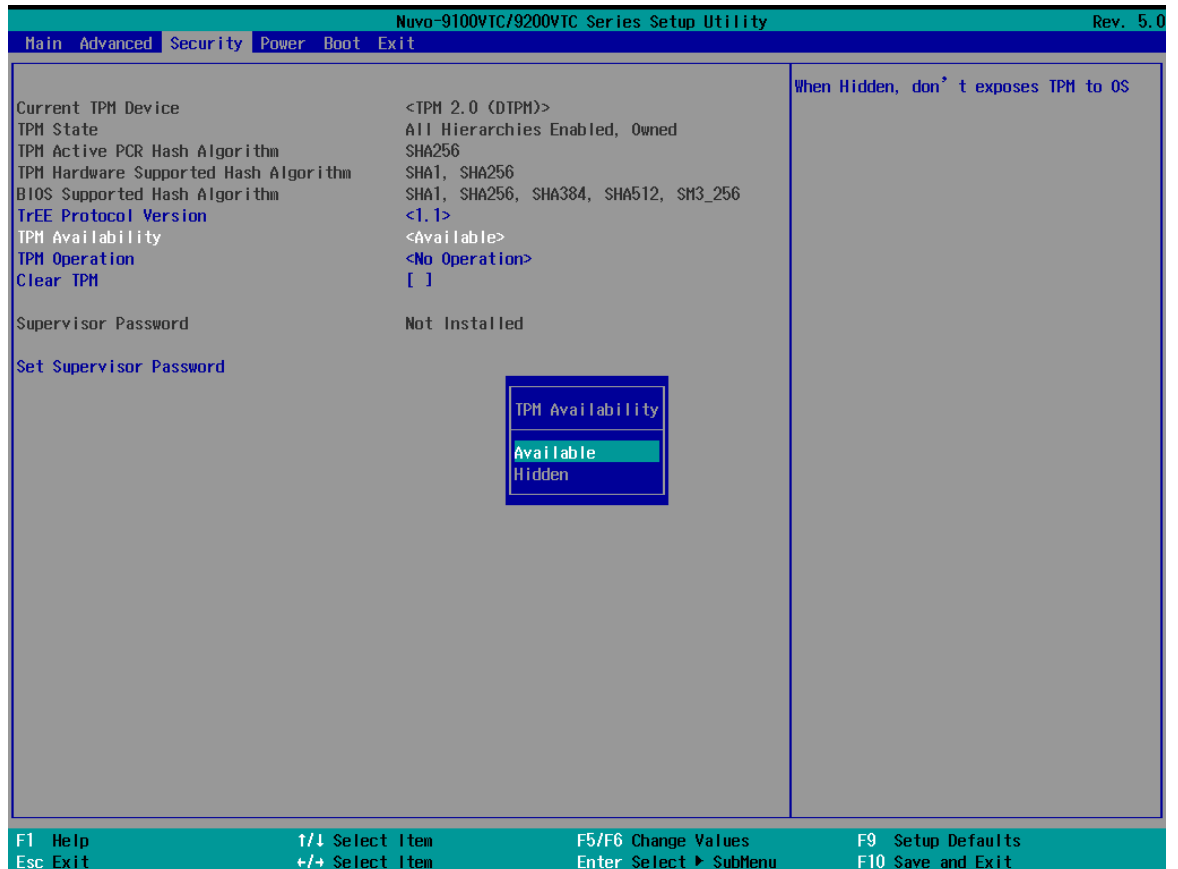 Nuvo-9100VTC/9200VTC Series Setup Utility Rev. 5.0
Main Advanced Security Power Boot Exit
When Hidden, don't exposes TPM to OS
Current TPM Device <TPM 2.0 (DTPM)>
TPM State All Hierarchies Enabled, Owned
TPM Active PCR Hash Algorithm SHA256
TPM Hardware Supported Hash Algorithm SHA1, SHA256
BIOS Supported Hash Algorithm SHA1, SHA256, SHA384, SHA512, SM3_256
TrEE Protocol Version <1.1>
TPM Availability <Available>
TPM Operation <No Operation>
Clear TPM [ ]
Supervisor Password Not Installed
Set Supervisor Password
TPM Availability
Available
Hidden
F1 Help ↑/↓ Select Item F5/F6 Change Values F9 Setup Defaults
Esc Exit ←/→ Select Item Enter Select ▶ SubMenu F10 Save and Exit